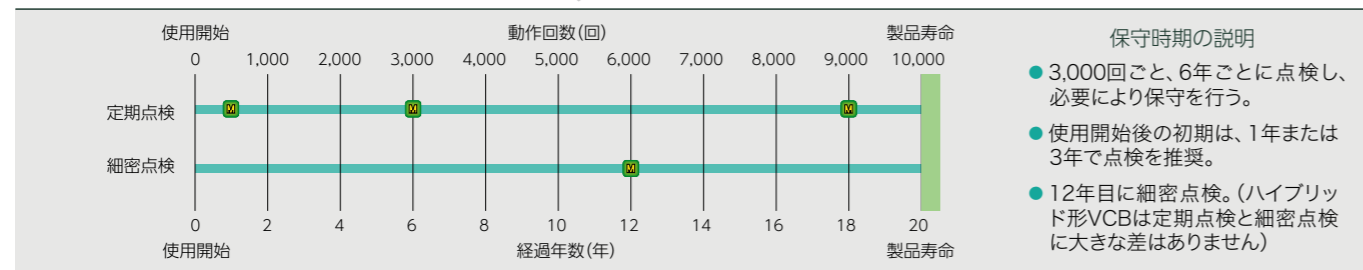 使用開始 動作回数(回) 製品寿命
0 1,000 2,000 3,000 4,000 5,000 6,000 7,000 8,000 9,000 10,000
定期点検 M M M
細密点検 M
0 2 4 6 8 10 12 14 16 18 20
使用開始 経過年数(年) 製品寿命
保守時期の説明
● 3,000回ごと、6年ごとに点検し、
必要により保守を行う。
● 使用開始後の初期は、1年または
3年で点検を推奨。
● 12年目に細密点検。(ハイブリッ
ド形VCBは定期点検と細密点検
に大きな差はありません)